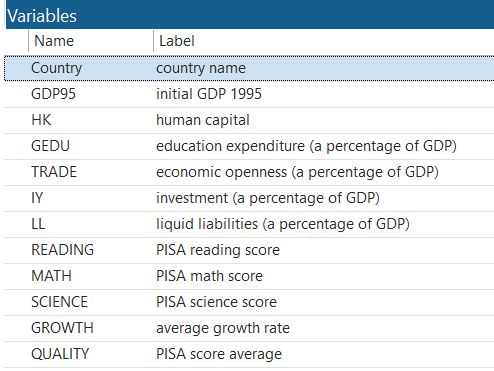 Variables
Name Label
Country country name
GDP95 initial GDP 1995
HK human capital
GEDU education expenditure (a percentage of GDP)
TRADE economic openness (a percentage of GDP)
IY investment (a percentage of GDP)
LL liquid liabilities (a percentage of GDP)
READING PISA reading score
MATH PISA math score
SCIENCE PISA science score
GROWTH average growth rate
QUALITY PISA score average